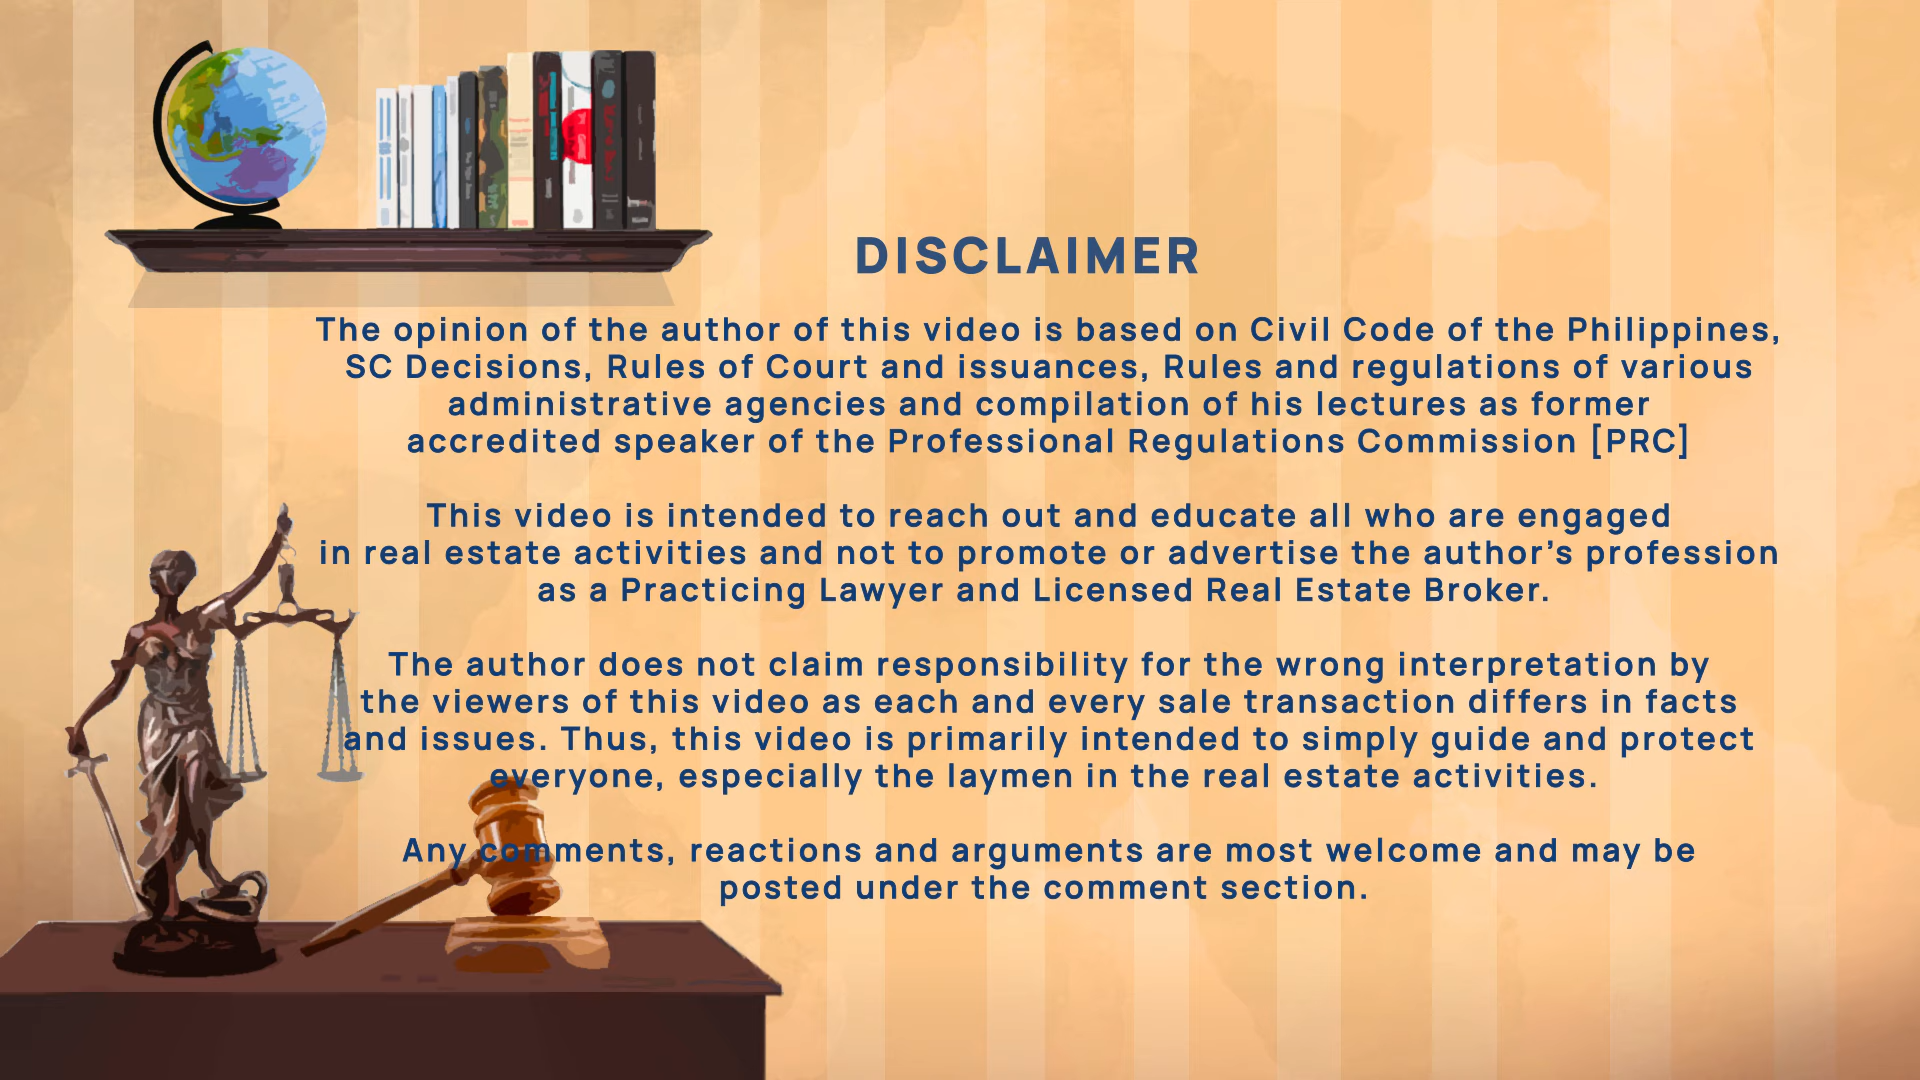 DISCLAIMER
The opinion of the author of this video is based on Civil Code of the Philippines,
SC Decisions, Rules of Court and issuances, Rules and regulations of various
administrative agencies and compilation of his lectures as former
accredited speaker of the Professional Regulations Commission [PRC]
This video is intended to reach out and educate all who are engaged
in real estate activities and not to promote or advertise the author's profession
as a Practicing Lawyer and Licensed Real Estate Broker.
The author does not claim responsibility for the wrong interpretation by
the viewers of this video as each and every sale transaction differs in facts
and issues. Thus, this video is primarily intended to simply guide and protect
everyone, especially the laymen in the real estate activities.
Any comments, reactions and arguments are most welcome and may be
posted under the comment section.